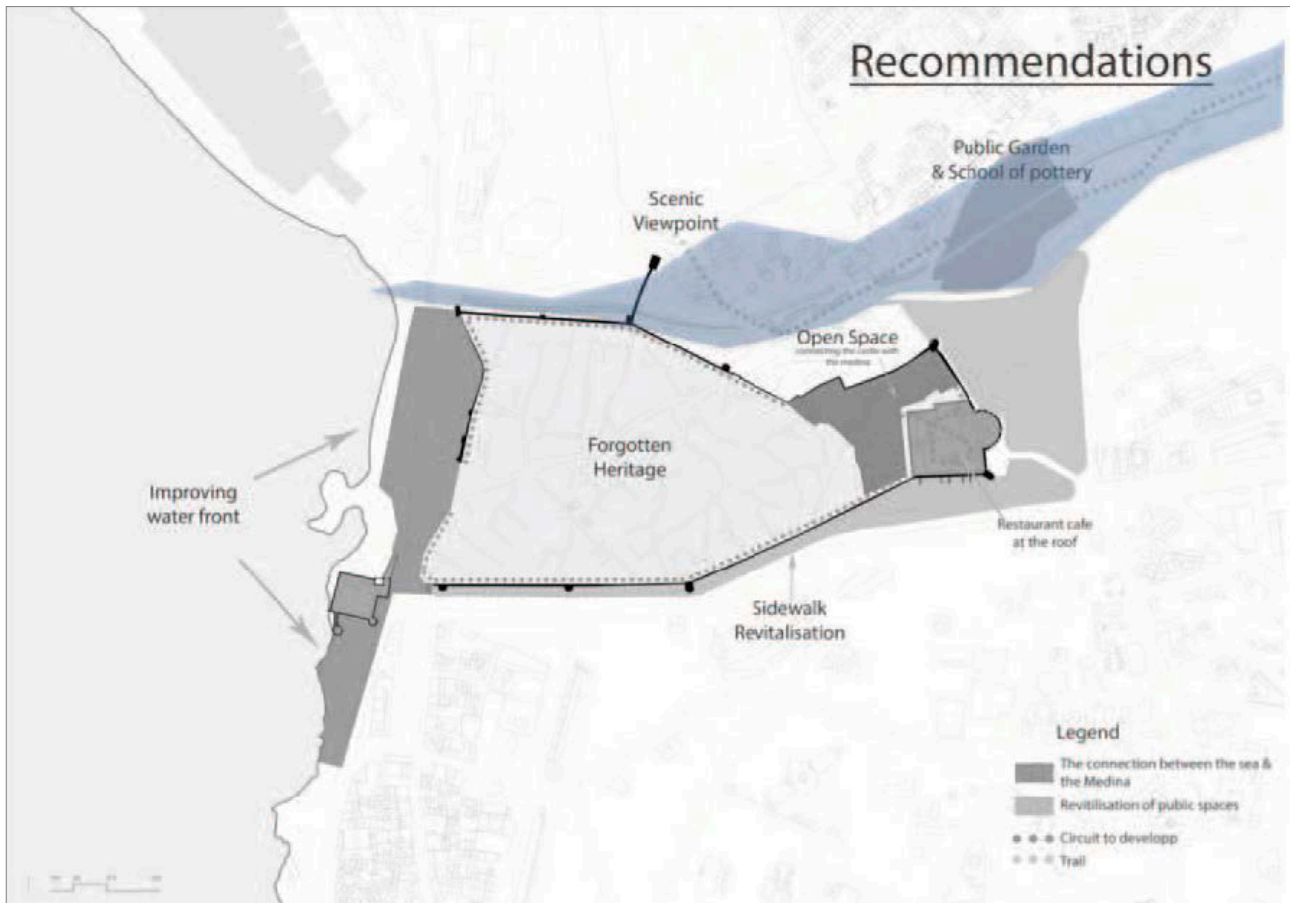 Recommendations
Public Garden
& School of pottery
Scenic
Viewpoint
Open Space
connecting the castle with
the medina
Forgotten
Heritage
Improving
water front
Restaurant cafe
at the roof
Sidewalk
Revitalisation
Legend
The connection between the sea &
the Medina
Revitilisation of public spaces
Circuit to developp
Trail